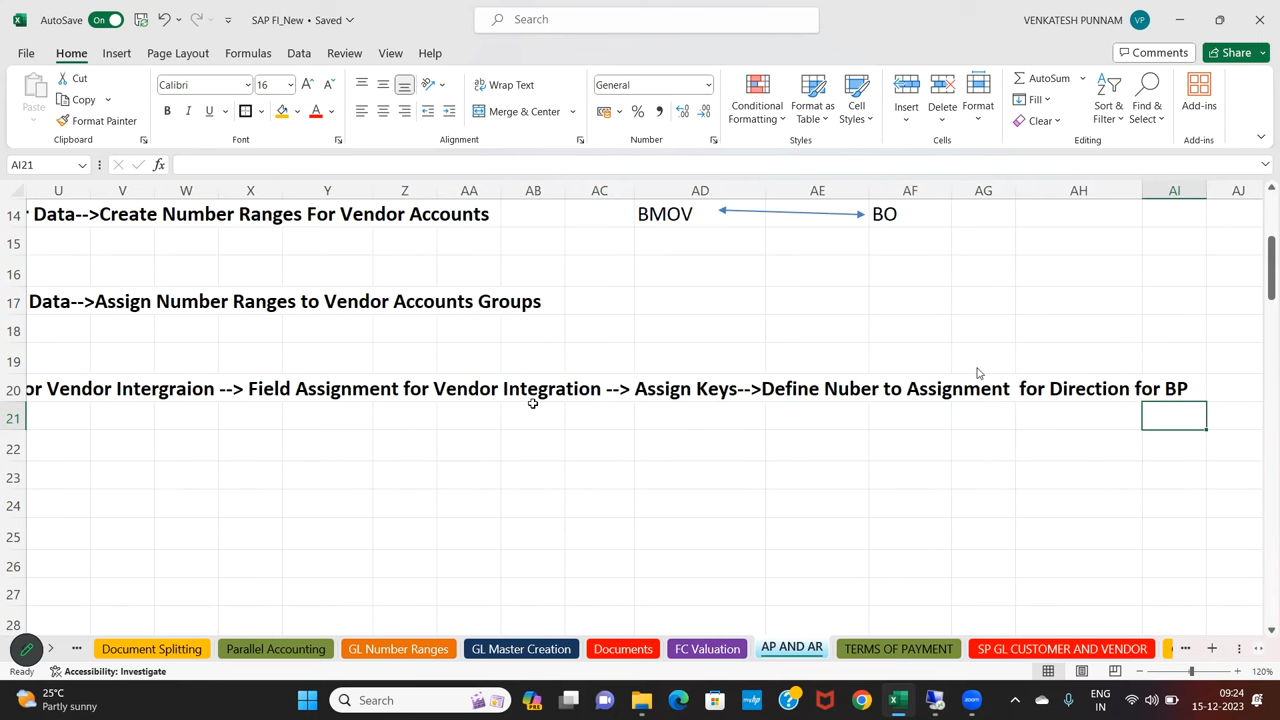 AutoSave On SAP FI_New • Saved Search VENKATESH PUNNAM VP
File Home Insert Page Layout Formulas Data Review View Help Comments Share
Paste Cut Copy Format Painter Clipboard
Calibri 16 A A B I U A Font
Wrap Text Merge & Center Alignment
General % , Number
Conditional Formatting Format as Table Cell Styles Styles
Insert Delete Format Cells
AutoSum Fill Clear Sort & Filter Find & Select Editing
Add-ins Add-ins
AI21 fx
U V W X Y Z AA AB AC AD AE AF AG AH AI AJ
14 Data-->Create Number Ranges For Vendor Accounts BMOV BO
15
16
17 Data-->Assign Number Ranges to Vendor Accounts Groups
18
19
20 or Vendor Intergraion --> Field Assignment for Vendor Integration --> Assign Keys-->Define Nuber to Assignment for Direction for BP
21
22
23
24
25
26
27
28
Document Splitting Parallel Accounting GL Number Ranges GL Master Creation Documents FC Valuation AP AND AR TERMS OF PAYMENT SP GL CUSTOMER AND VENDOR
Ready Accessibility: Investigate 120%
25°C Partly sunny Search ENG IN 09:24 15-12-2023